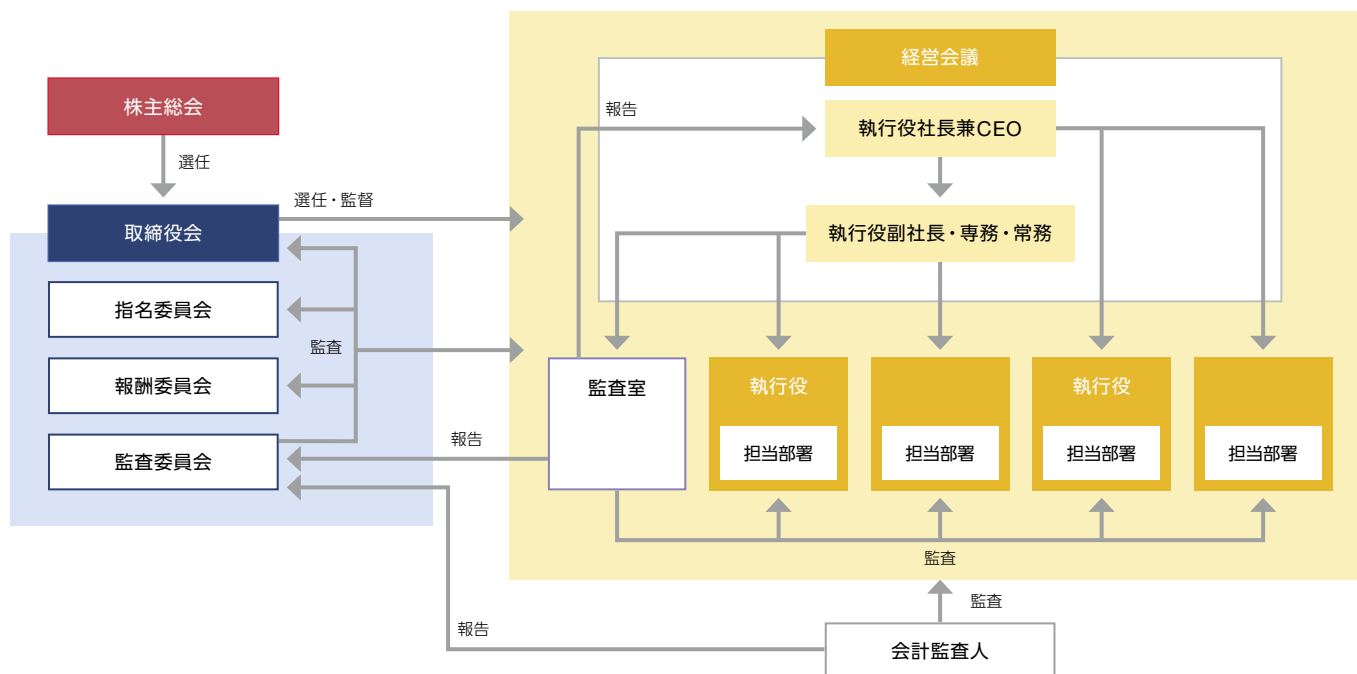 経営会議
株主総会
報告
執行役社長兼CEO
選任
選任・監督
取締役会
執行役副社長・専務・常務
指名委員会
監査
報酬委員会
監査室
執行役
執行役
監査委員会
報告
担当部署
担当部署
担当部署
担当部署
監査
監査
報告
会計監査人